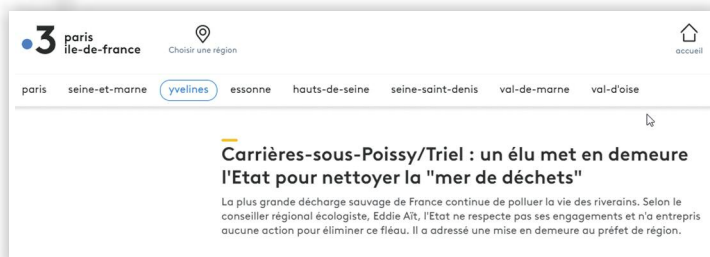 3 paris
île-de-france
Choisir une région
accueil
paris seine-et-marne yvelines essonne hauts-de-seine seine-saint-denis val-de-marne val-d'oise
Carrières-sous-Poissy/Triel : un élu met en demeure
l'Etat pour nettoyer la "mer de déchets"
La plus grande décharge sauvage de France continue de polluer la vie des riverains. Selon le
conseiller régional écologiste, Eddie Aït, l'Etat ne respecte pas ses engagements et n'a entrepris
aucune action pour éliminer ce fléau. Il a adressé une mise en demeure au préfet de région.